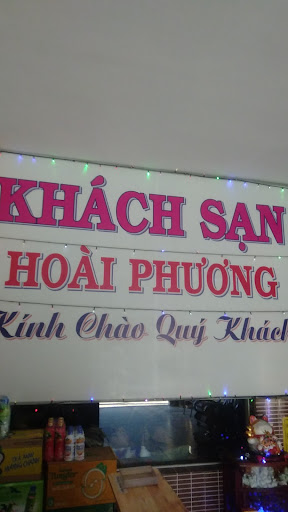 KHÁCH SẠN
HOÀI PHƯƠNG
Kính Chào Quý Khách